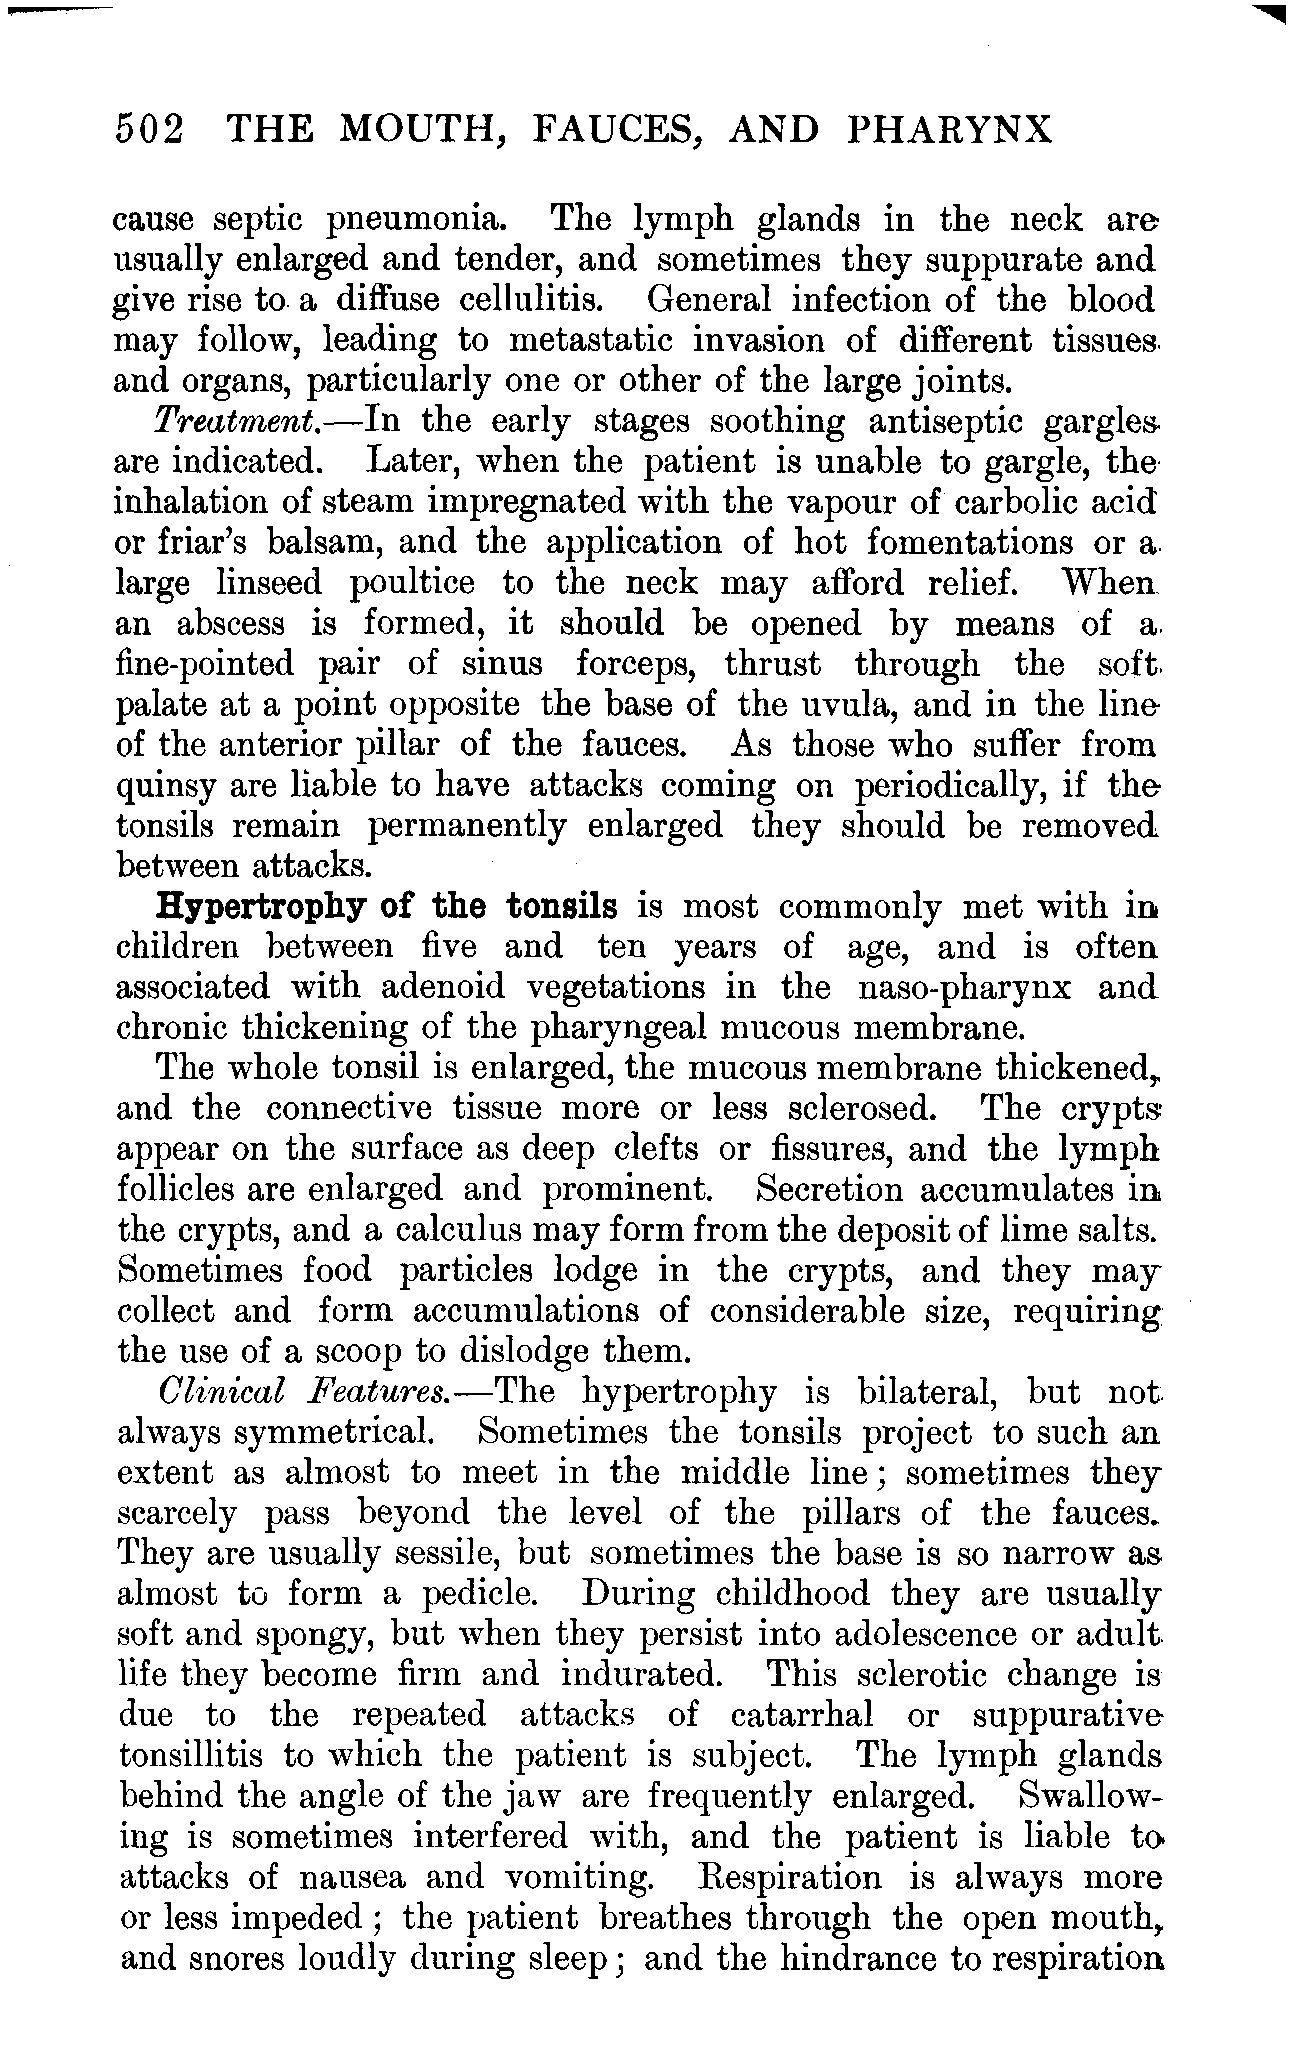 502 THE MOUTH, FAUCES, AND PHARYNX
cause septic pneumonia. The lymph glands in the neck are
usually enlarged and tender, and sometimes they suppurate and
give rise to a diffuse cellulitis. General infection of the blood
may follow, leading to metastatic invasion of different tissues
and organs, particularly one or other of the large joints.
Treatment.—In the early stages soothing antiseptic gargles
are indicated. Later, when the patient is unable to gargle, the
inhalation of steam impregnated with the vapour of carbolic acid
or friar's balsam, and the application of hot fomentations or a
large linseed poultice to the neck may afford relief. When
an abscess is formed, it should be opened by means of a
fine-pointed pair of sinus forceps, thrust through the soft
palate at a point opposite the base of the uvula, and in the line
of the anterior pillar of the fauces. As those who suffer from
quinsy are liable to have attacks coming on periodically, if the
tonsils remain permanently enlarged they should be removed
between attacks.
Hypertrophy of the tonsils is most commonly met with in
children between five and ten years of age, and is often
associated with adenoid vegetations in the naso-pharynx and
chronic thickening of the pharyngeal mucous membrane.
The whole tonsil is enlarged, the mucous membrane thickened,
and the connective tissue more or less sclerosed. The crypts
appear on the surface as deep clefts or fissures, and the lymph
follicles are enlarged and prominent. Secretion accumulates in
the crypts, and a calculus may form from the deposit of lime salts.
Sometimes food particles lodge in the crypts, and they may
collect and form accumulations of considerable size, requiring
the use of a scoop to dislodge them.
Clinical Features.—The hypertrophy is bilateral, but not
always symmetrical. Sometimes the tonsils project to such an
extent as almost to meet in the middle line; sometimes they
scarcely pass beyond the level of the pillars of the fauces.
They are usually sessile, but sometimes the base is so narrow as
almost to form a pedicle. During childhood they are usually
soft and spongy, but when they persist into adolescence or adult
life they become firm and indurated. This sclerotic change is
due to the repeated attacks of catarrhal or suppurative
tonsillitis to which the patient is subject. The lymph glands
behind the angle of the jaw are frequently enlarged. Swallow-
ing is sometimes interfered with, and the patient is liable to
attacks of nausea and vomiting. Respiration is always more
or less impeded; the patient breathes through the open mouth,
and snores loudly during sleep; and the hindrance to respiration